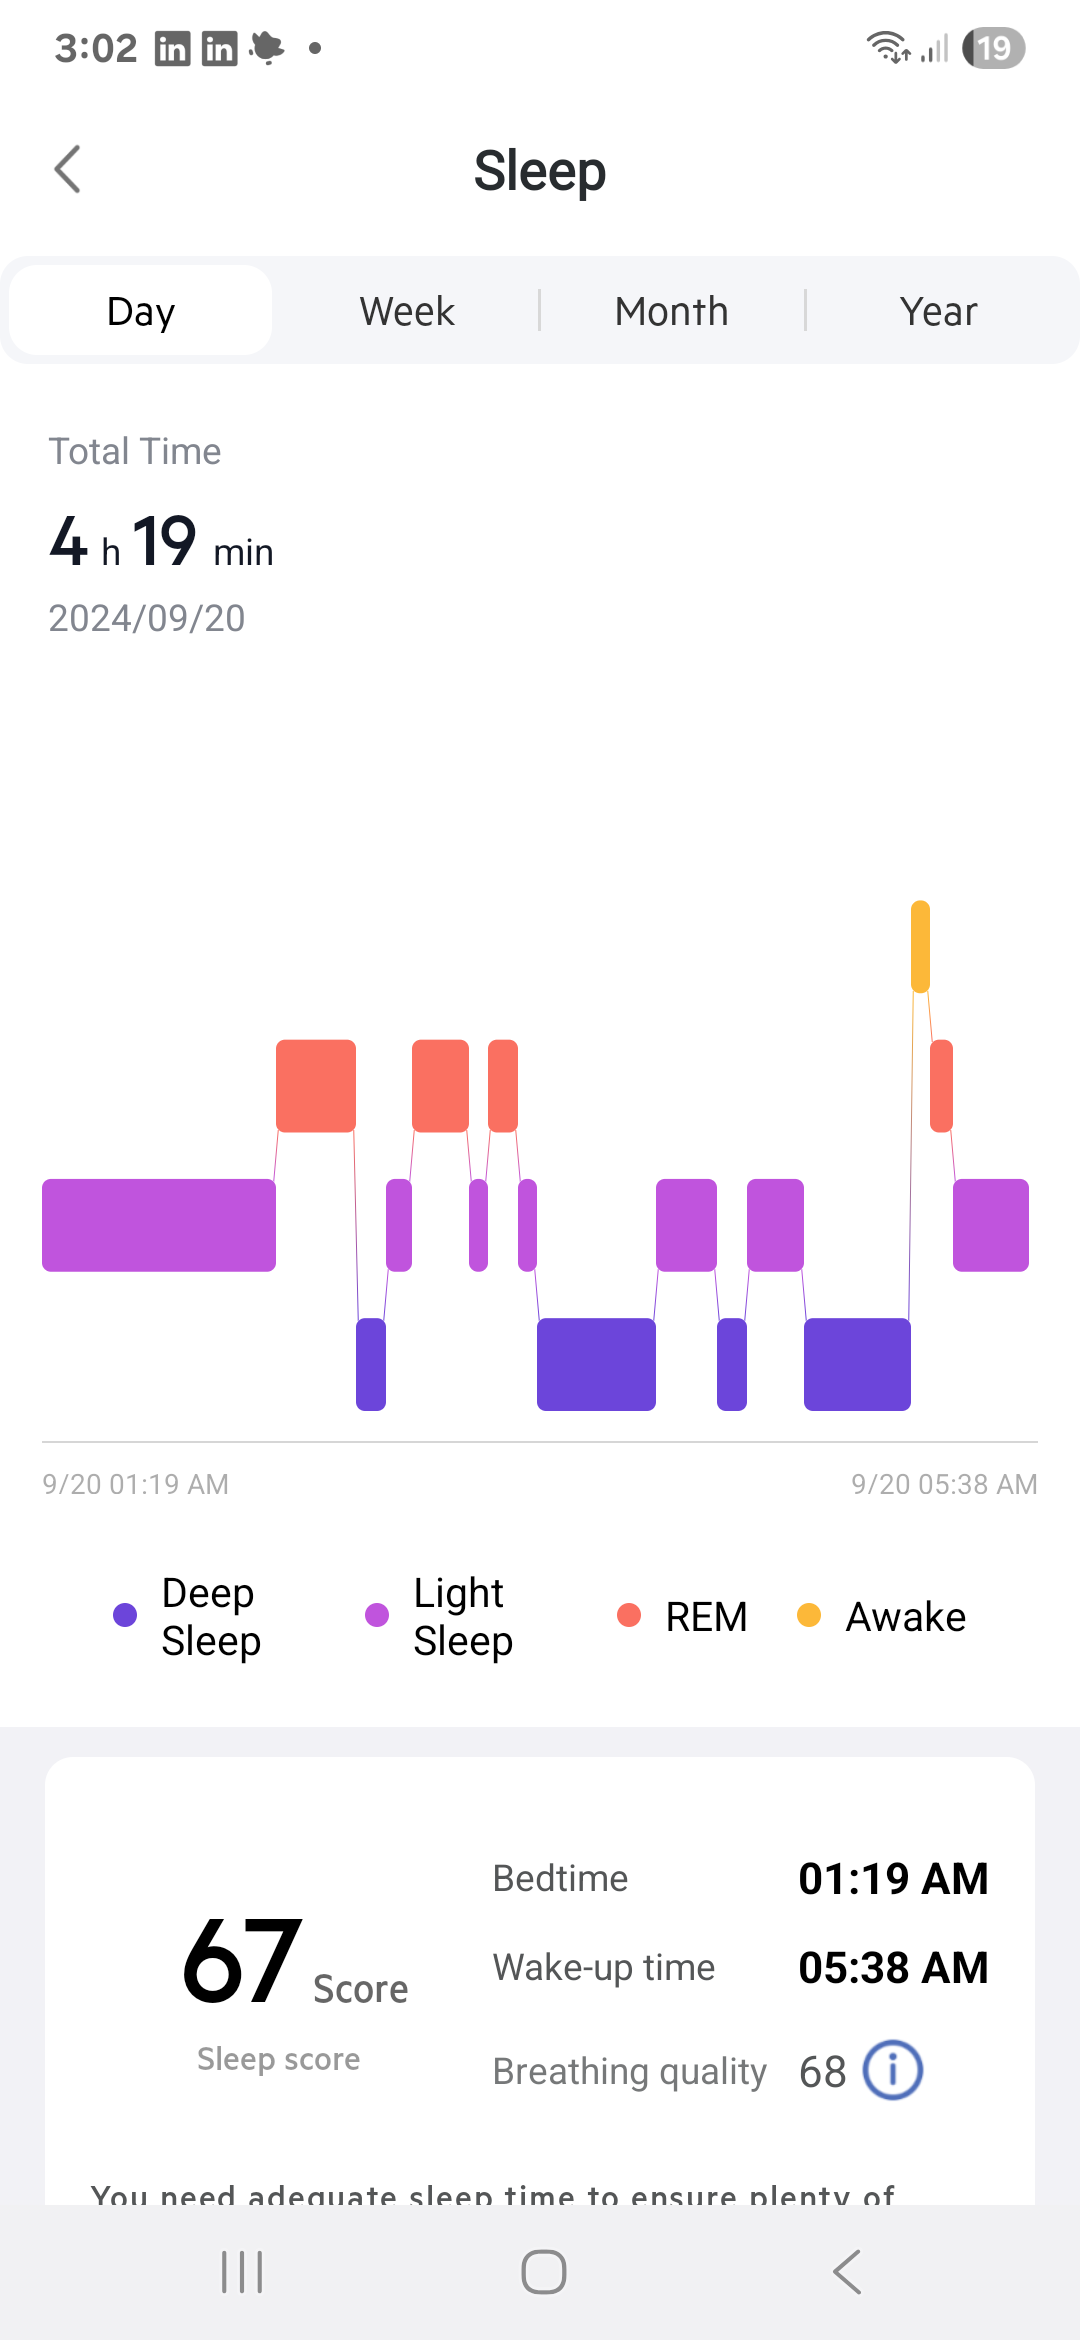 3:02 in in 19
Sleep
Day Week Month Year
Total Time
4 h 19 min
2024/09/20
9/20 01:19 AM 9/20 05:38 AM
Deep Sleep
Light Sleep
REM
Awake
Bedtime 01:19 AM
67 Score
Wake-up time 05:38 AM
Sleep score
Breathing quality 68 i
You need adequate sleep time to ensure plenty of